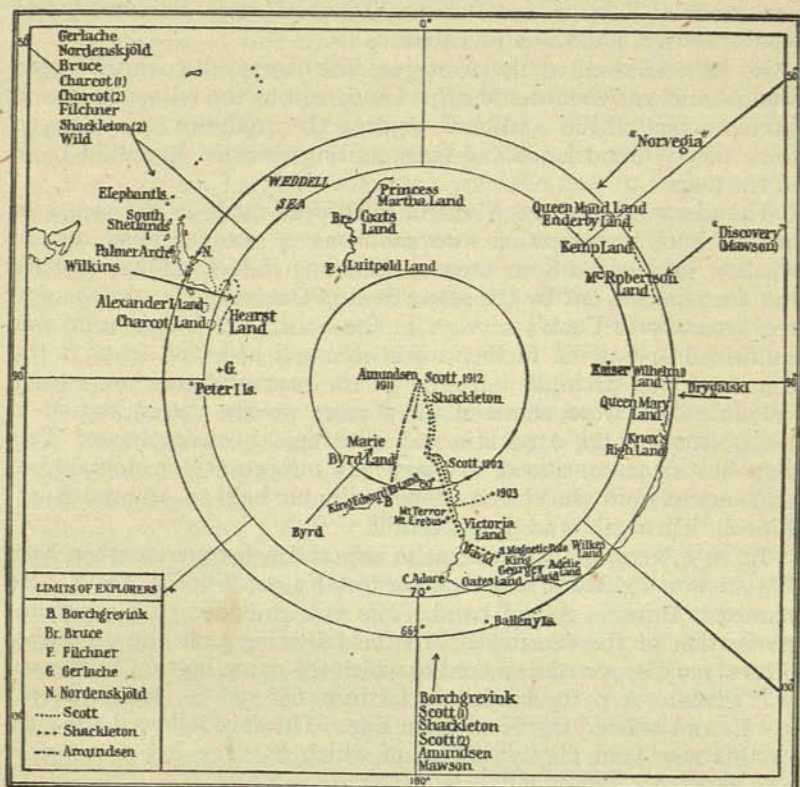 0°
50°
Gerlache
Nordenskjöld
Bruce
Charcot (1)
Charcot (2)
Filchner
Shackleton (2)
Wild
"Norvegia"
WEDDELL
SEA
Princess
Martha Land
Br.
Coats
Land
F.
Luitpold Land
Elephant Is.
South
Shetlands
Palmer Arch.
N.
Wilkins
Alexander I Land
Charcot Land
Hearst
Land
G.
Peter I Is.
90°
Queen Maud Land
Enderby Land
Kemp Land
Discovery
(Mawson)
Mc Robertson
Land
Kaiser Wilhelm II
Land
Drygalski
Queen Mary
Land
Knox's
High Land
Amundsen
1911
Scott, 1912
Shackleton
Marie
Byrd Land
Scott, 1902
80°
King Edward VII Land
B
1903
Byrd
Mt. Terror
Mt. Erebus
Victoria
Land
S. Magnetic Pole
King
George V
Land
Adelie
Land
Wilkes
Land
C. Adare
Oates Land
70°
Balleny Is.
66½°
Borchgrevink
Scott (1)
Shackleton
Scott (2)
Amundsen
Mawson
180°
LIMITS OF EXPLORERS
B. Borchgrevink
Br. Bruce
F. Filchner
G. Gerlache
N. Nordenskjöld
Scott
Shackleton
Amundsen